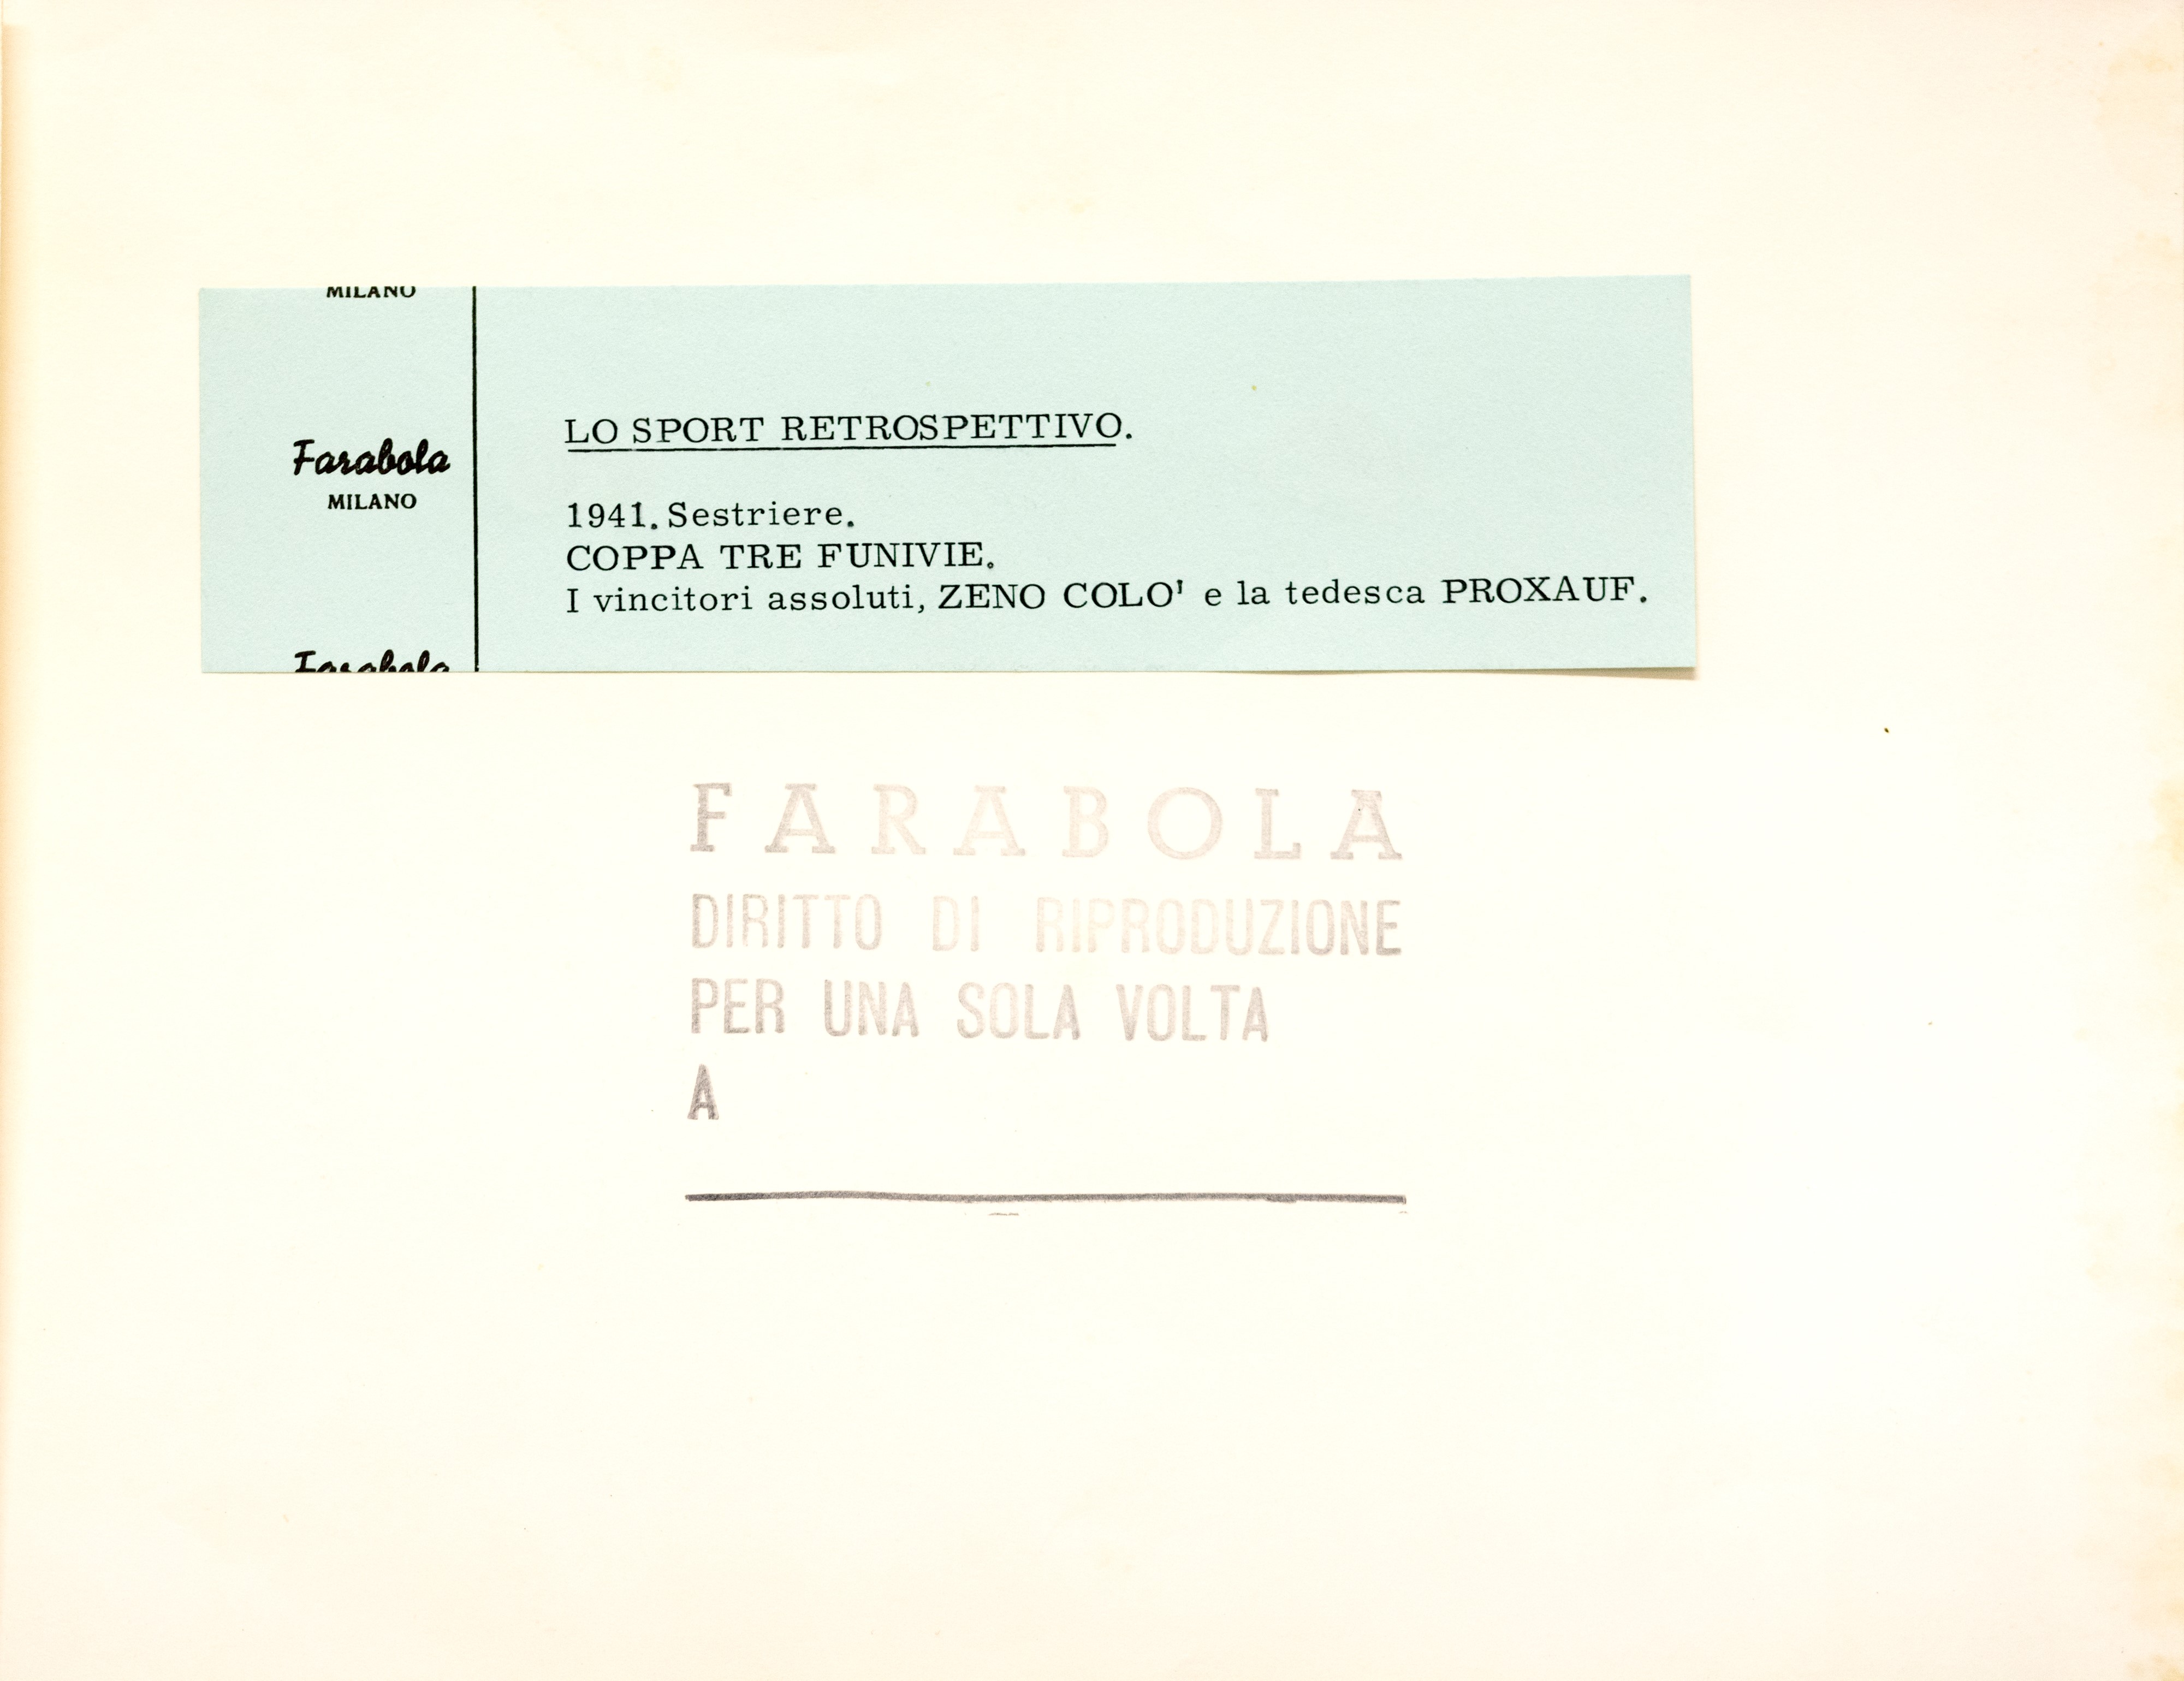 MILANO
Farabola
MILANO
Farabola
LO SPORT RETROSPETTIVO.
1941. Sestriere.
COPPA TRE FUNIVIE.
I vincitori assoluti, ZENO COLO' e la tedesca PROXAUF.
FARABOLA
DIRITTO DI RIPRODUZIONE
PER UNA SOLA VOLTA
A